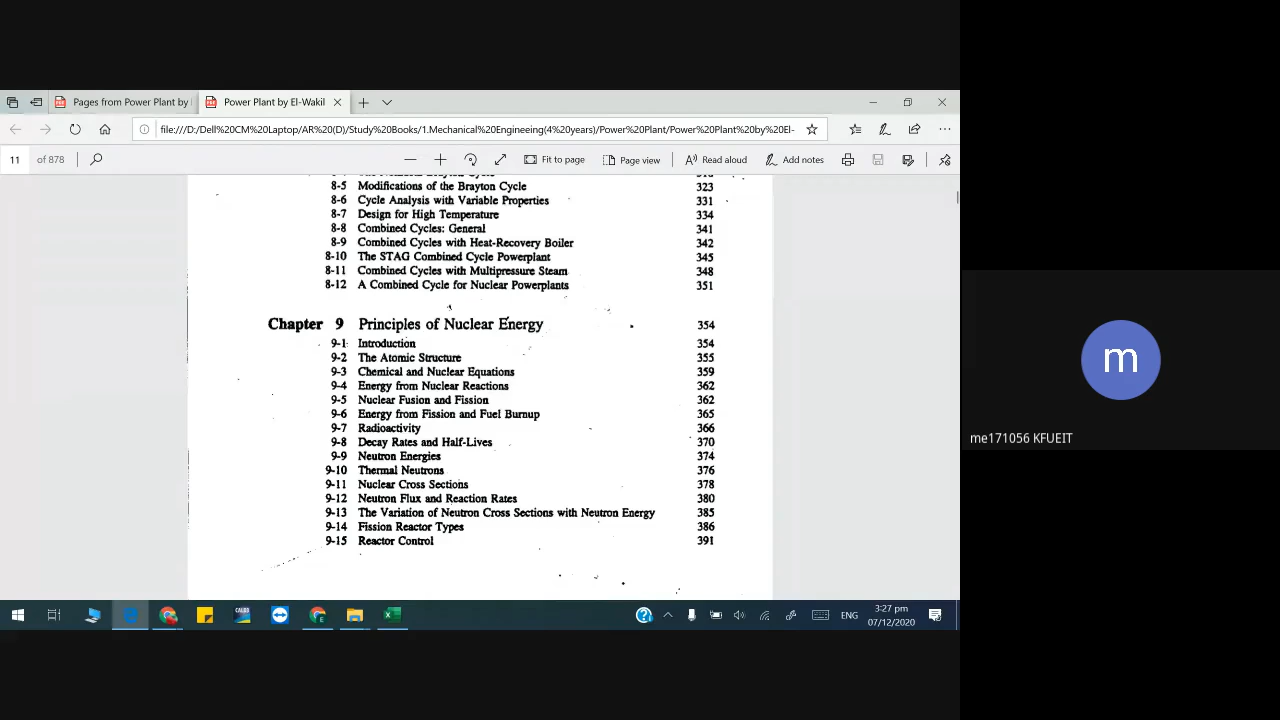 Pages from Power Plant by
Power Plant by El-Wakil
file:///D:/Dell%20CM%20Laptop/AR%20(D)/Study%20Books/1.Mechanical%20Engineeing(4%20years)/Power%20Plant/Power%20Plant%20by%20El-
11 of 878
Fit to page
Page view
Read aloud
Add notes
8-5 Modifications of the Brayton Cycle 323
8-6 Cycle Analysis with Variable Properties 331
8-7 Design for High Temperature 334
8-8 Combined Cycles: General 341
8-9 Combined Cycles with Heat-Recovery Boiler 342
8-10 The STAG Combined Cycle Powerplant 345
8-11 Combined Cycles with Multipressure Steam 348
8-12 A Combined Cycle for Nuclear Powerplants 351
Chapter 9 Principles of Nuclear Energy 354
9-1 Introduction 354
9-2 The Atomic Structure 355
9-3 Chemical and Nuclear Equations 359
9-4 Energy from Nuclear Reactions 362
9-5 Nuclear Fusion and Fission 362
9-6 Energy from Fission and Fuel Burnup 365
9-7 Radioactivity 366
9-8 Decay Rates and Half-Lives 370
9-9 Neutron Energies 374
9-10 Thermal Neutrons 376
9-11 Nuclear Cross Sections 378
9-12 Neutron Flux and Reaction Rates 380
9-13 The Variation of Neutron Cross Sections with Neutron Energy 385
9-14 Fission Reactor Types 386
9-15 Reactor Control 391
m
me171056 KFUEIT
ENG
3:27 pm
07/12/2020